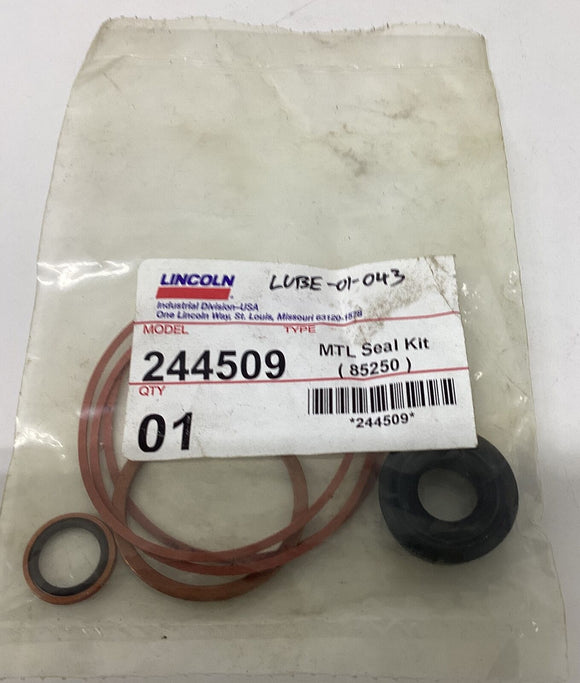 LINCOLN
LUBE-01-043
Industrial Division-USA
One Lincoln Way, St. Louis, Missouri 63120-1578
MODEL TYPE
244509 MTL Seal Kit
( 85250 )
QTY
01
*244509*